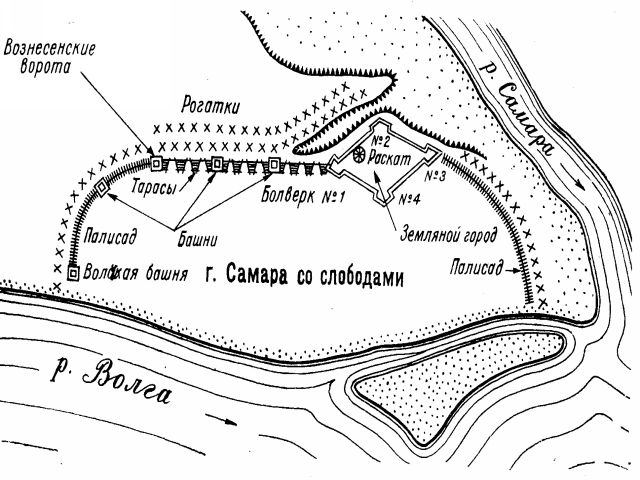 Вознесенские
ворота
Рогатки
р. Самара
№2
Раскат
№3
Тарасы
Болверк №1
№4
Палисад
Башни
Земляной город
Волжская башня
г. Самара со слободами
Палисад
р. Волга